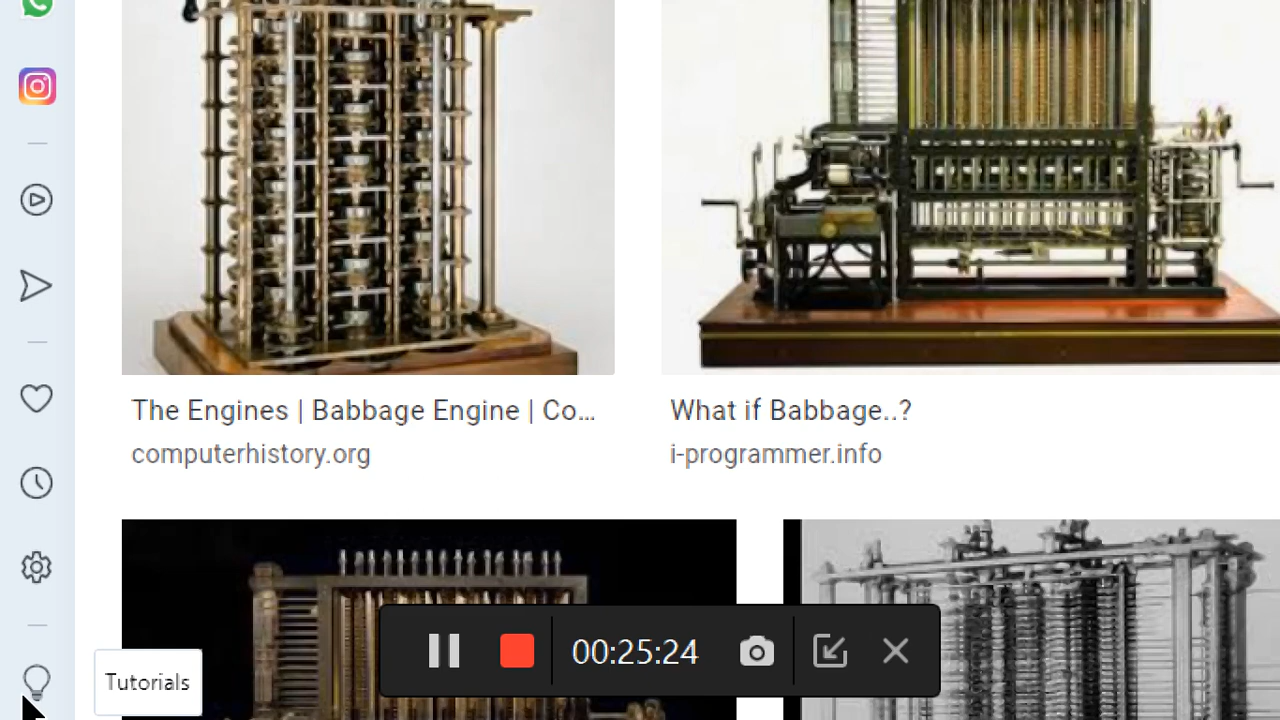 The Engines | Babbage Engine | Co...
computerhistory.org
What if Babbage..?
i-programmer.info
00:25:24
Tutorials